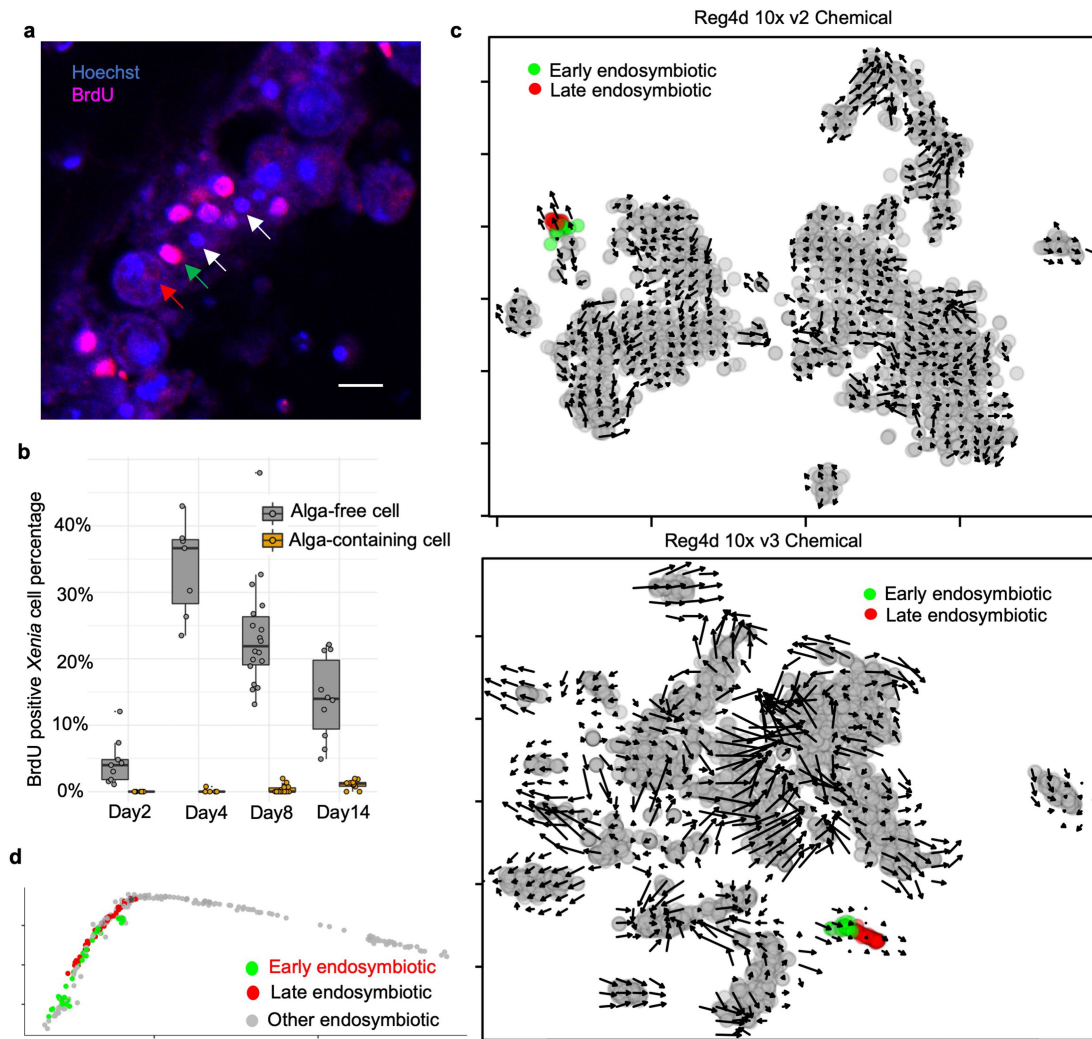 a
Hoechst
BrdU
b
BrdU positive Xenia cell percentage
40%
30%
20%
10%
0%
Alga-free cell
Alga-containing cell
Day2
Day4
Day8
Day14
c
Reg4d 10x v2 Chemical
Early endosymbiotic
Late endosymbiotic
Reg4d 10x v3 Chemical
Early endosymbiotic
Late endosymbiotic
d
Early endosymbiotic
Late endosymbiotic
Other endosymbiotic